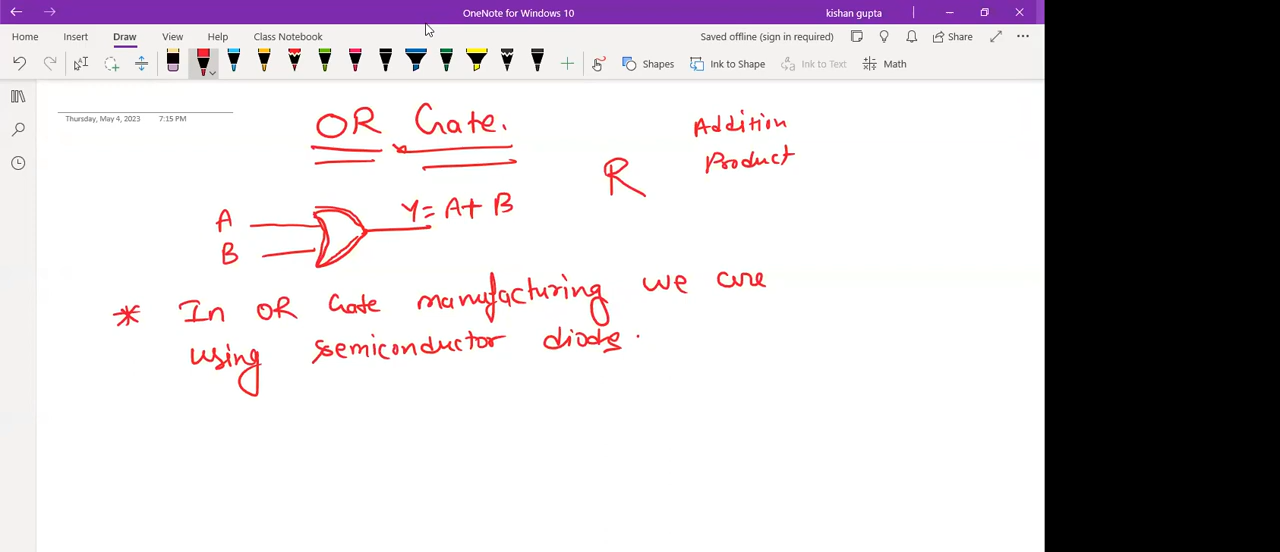 OneNote for Windows 10
kishan gupta
Home Insert Draw View Help Class Notebook
Saved offline (sign in required)
Share
Shapes
Ink to Shape
Ink to Text
Math
Thursday, May 4, 2023 7:15 PM
OR Gate.
Addition
Product
R
A
B
Y = A + B
* In OR Gate manufacturing we are
using semiconductor diode.